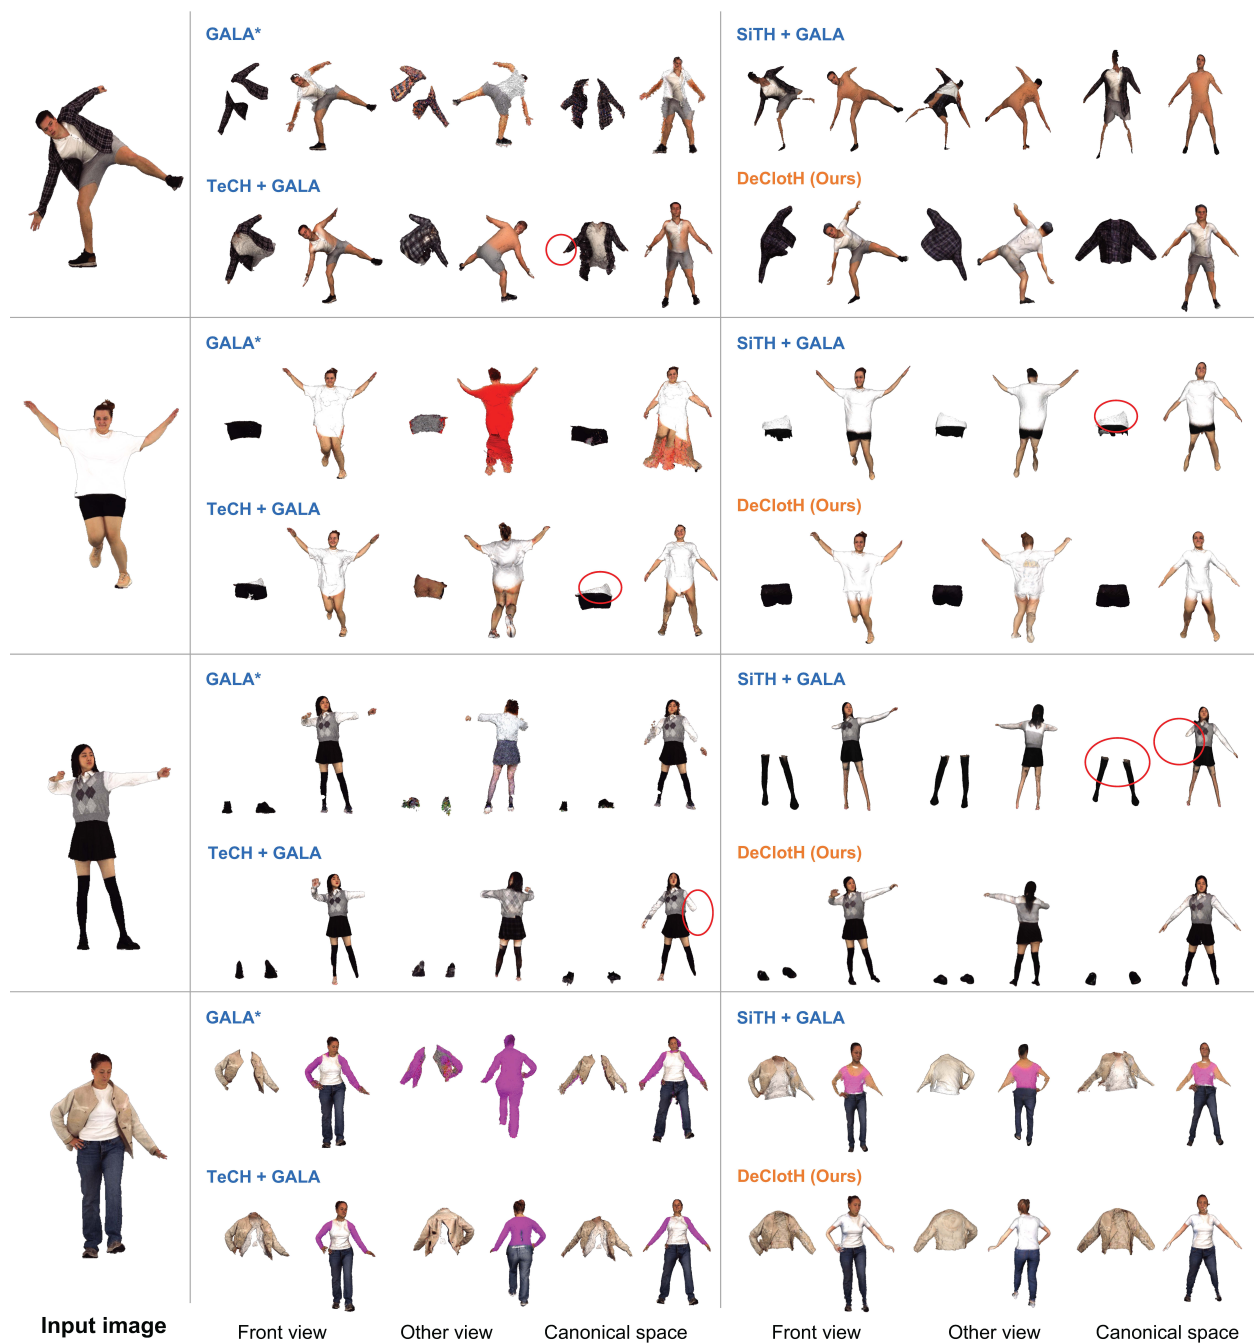 GALA*
SiTH + GALA
TeCH + GALA
DeClotH (Ours)
GALA*
SiTH + GALA
TeCH + GALA
DeClotH (Ours)
GALA*
SiTH + GALA
TeCH + GALA
DeClotH (Ours)
GALA*
SiTH + GALA
TeCH + GALA
DeClotH (Ours)
Input image
Front view
Other view
Canonical space
Front view
Other view
Canonical space